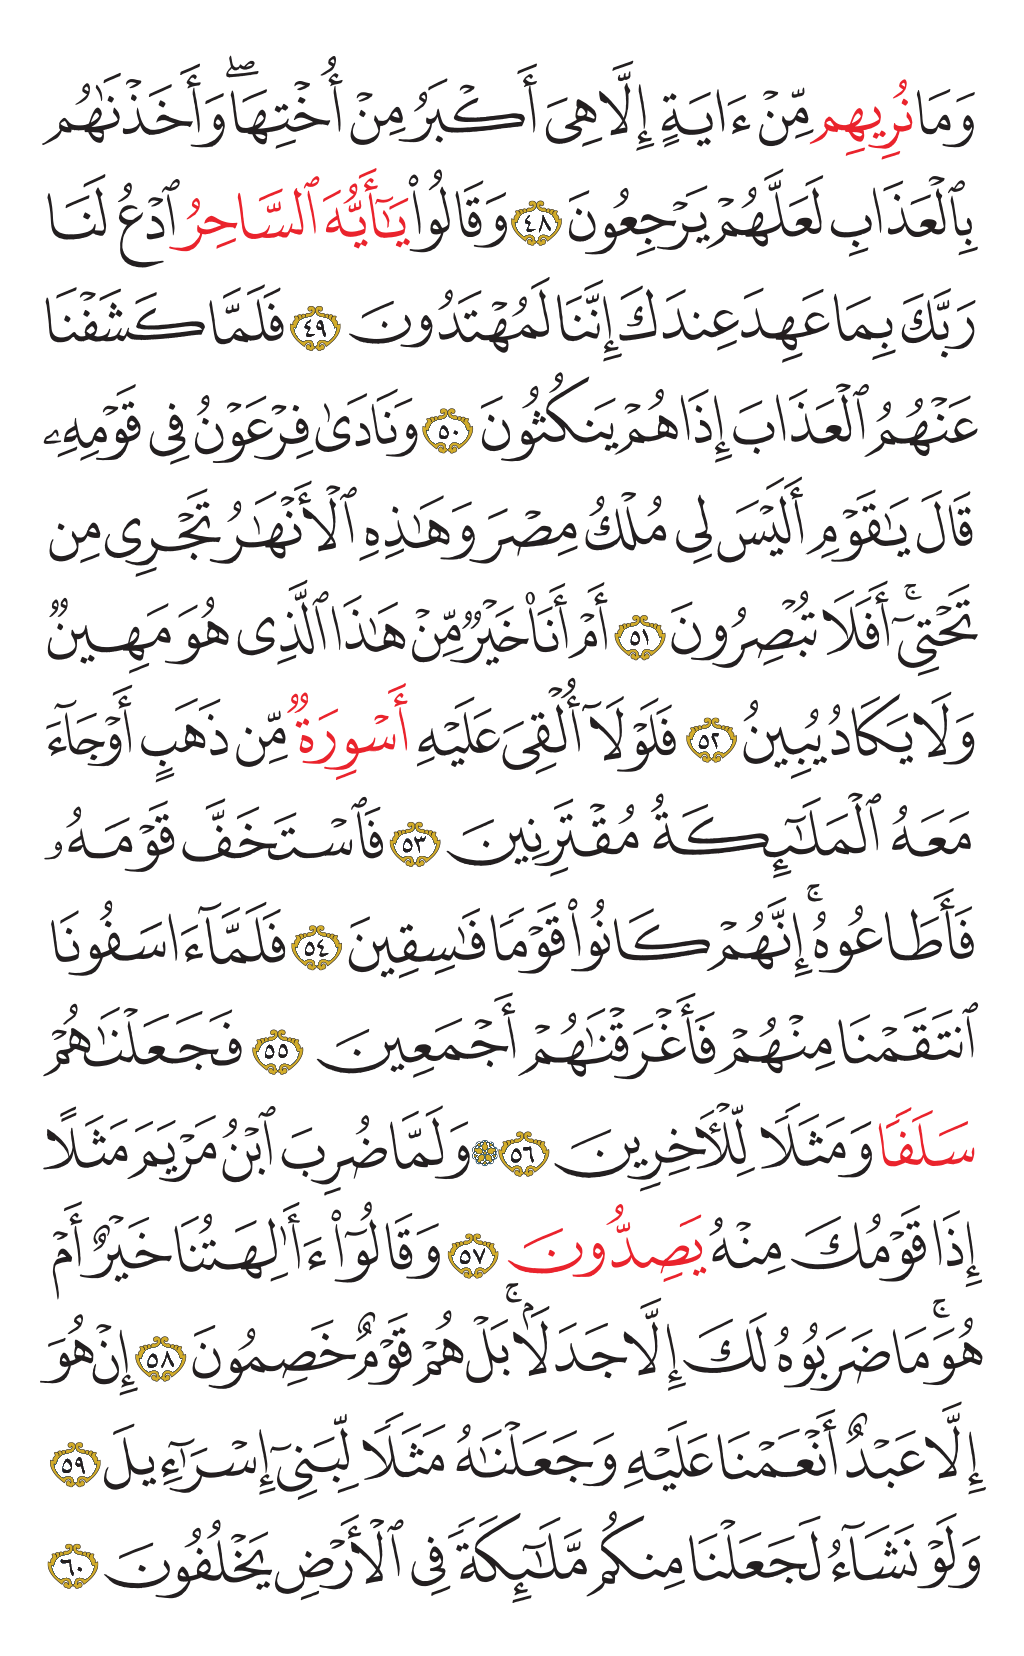 وَمَا نُرِيهِم مِّنْ ءَايَةٍ إِلَّا هِىَ أَكْبَرُ مِنْ أُخْتِهَا ۖ وَأَخَذْنَٰهُم
بِٱلْعَذَابِ لَعَلَّهُمْ يَرْجِعُونَ ٤٨ وَقَالُوا۟ يَٰٓأَيُّهَ ٱلسَّاحِرُ ٱدْعُ لَنَا
رَبَّكَ بِمَا عَهِدَ عِندَكَ إِنَّنَا لَمُهْتَدُونَ ٤٩ فَلَمَّا كَشَفْنَا
عَنْهُمُ ٱلْعَذَابَ إِذَا هُمْ يَنكُثُونَ ٥٠ وَنَادَىٰ فِرْعَوْنُ فِى قَوْمِهِۦ
قَالَ يَٰقَوْمِ أَلَيْسَ لِى مُلْكُ مِصْرَ وَهَٰذِهِ ٱلْأَنْهَٰرُ تَجْرِى مِن
تَحْتِىٓ ۚ أَفَلَا تُبْصِرُونَ ٥١ أَمْ أَنَا۠ خَيْرٌ مِّنْ هَٰذَا ٱلَّذِى هُوَ مَهِينٌ
وَلَا يَكَادُ يُبِينُ ٥٢ فَلَوْلَآ أُلْقِىَ عَلَيْهِ أَسْوِرَةٌ مِّن ذَهَبٍ أَوْ جَآءَ
مَعَهُ ٱلْمَلَٰٓئِكَةُ مُقْتَرِنِينَ ٥٣ فَٱسْتَخَفَّ قَوْمَهُۥ
فَأَطَاعُوهُ ۚ إِنَّهُمْ كَانُوا۟ قَوْمًا فَٰسِقِينَ ٥٤ فَلَمَّآ ءَاسَفُونَا
ٱنتَقَمْنَا مِنْهُمْ فَأَغْرَقْنَٰهُمْ أَجْمَعِينَ ٥٥ فَجَعَلْنَٰهُمْ
سَلَفًا وَمَثَلًا لِّلْءَاخِرِينَ ٥٦ ۞ وَلَمَّا ضُرِبَ ٱبْنُ مَرْيَمَ مَثَلًا
إِذَا قَوْمُكَ مِنْهُ يَصِدُّونَ ٥٧ وَقَالُوٓا۟ ءَأَٰلِهَتُنَا خَيْرٌ أَمْ
هُوَ ۚ مَا ضَرَبُوهُ لَكَ إِلَّا جَدَلًۢا ۚ بَلْ هُمْ قَوْمٌ خَصِمُونَ ٥٨ إِنْ هُوَ
إِلَّا عَبْدٌ أَنْعَمْنَا عَلَيْهِ وَجَعَلْنَٰهُ مَثَلًا لِّبَنِىٓ إِسْرَٰٓءِيلَ ٥٩
وَلَوْ نَشَآءُ لَجَعَلْنَا مِنكُم مَّلَٰٓئِكَةً فِى ٱلْأَرْضِ يَخْلُفُونَ ٦٠